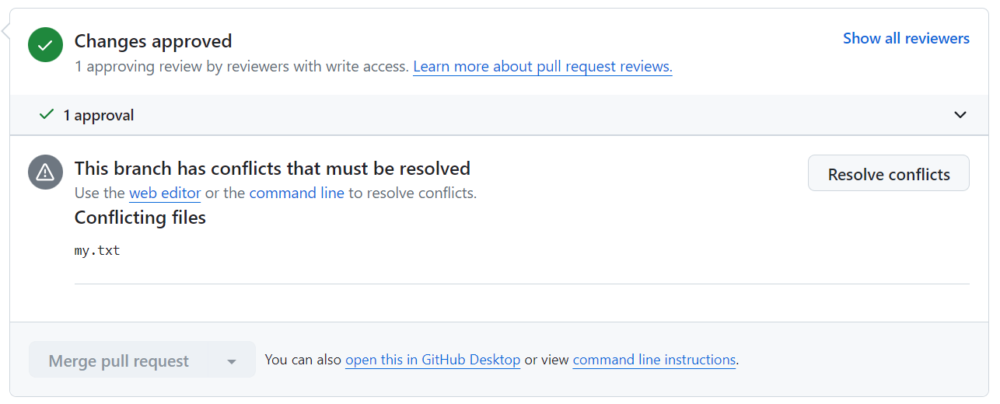 Changes approved
Show all reviewers
1 approving review by reviewers with write access. Learn more about pull request reviews.
1 approval
This branch has conflicts that must be resolved
Resolve conflicts
Use the web editor or the command line to resolve conflicts.
Conflicting files
my.txt
Merge pull request
You can also open this in GitHub Desktop or view command line instructions.